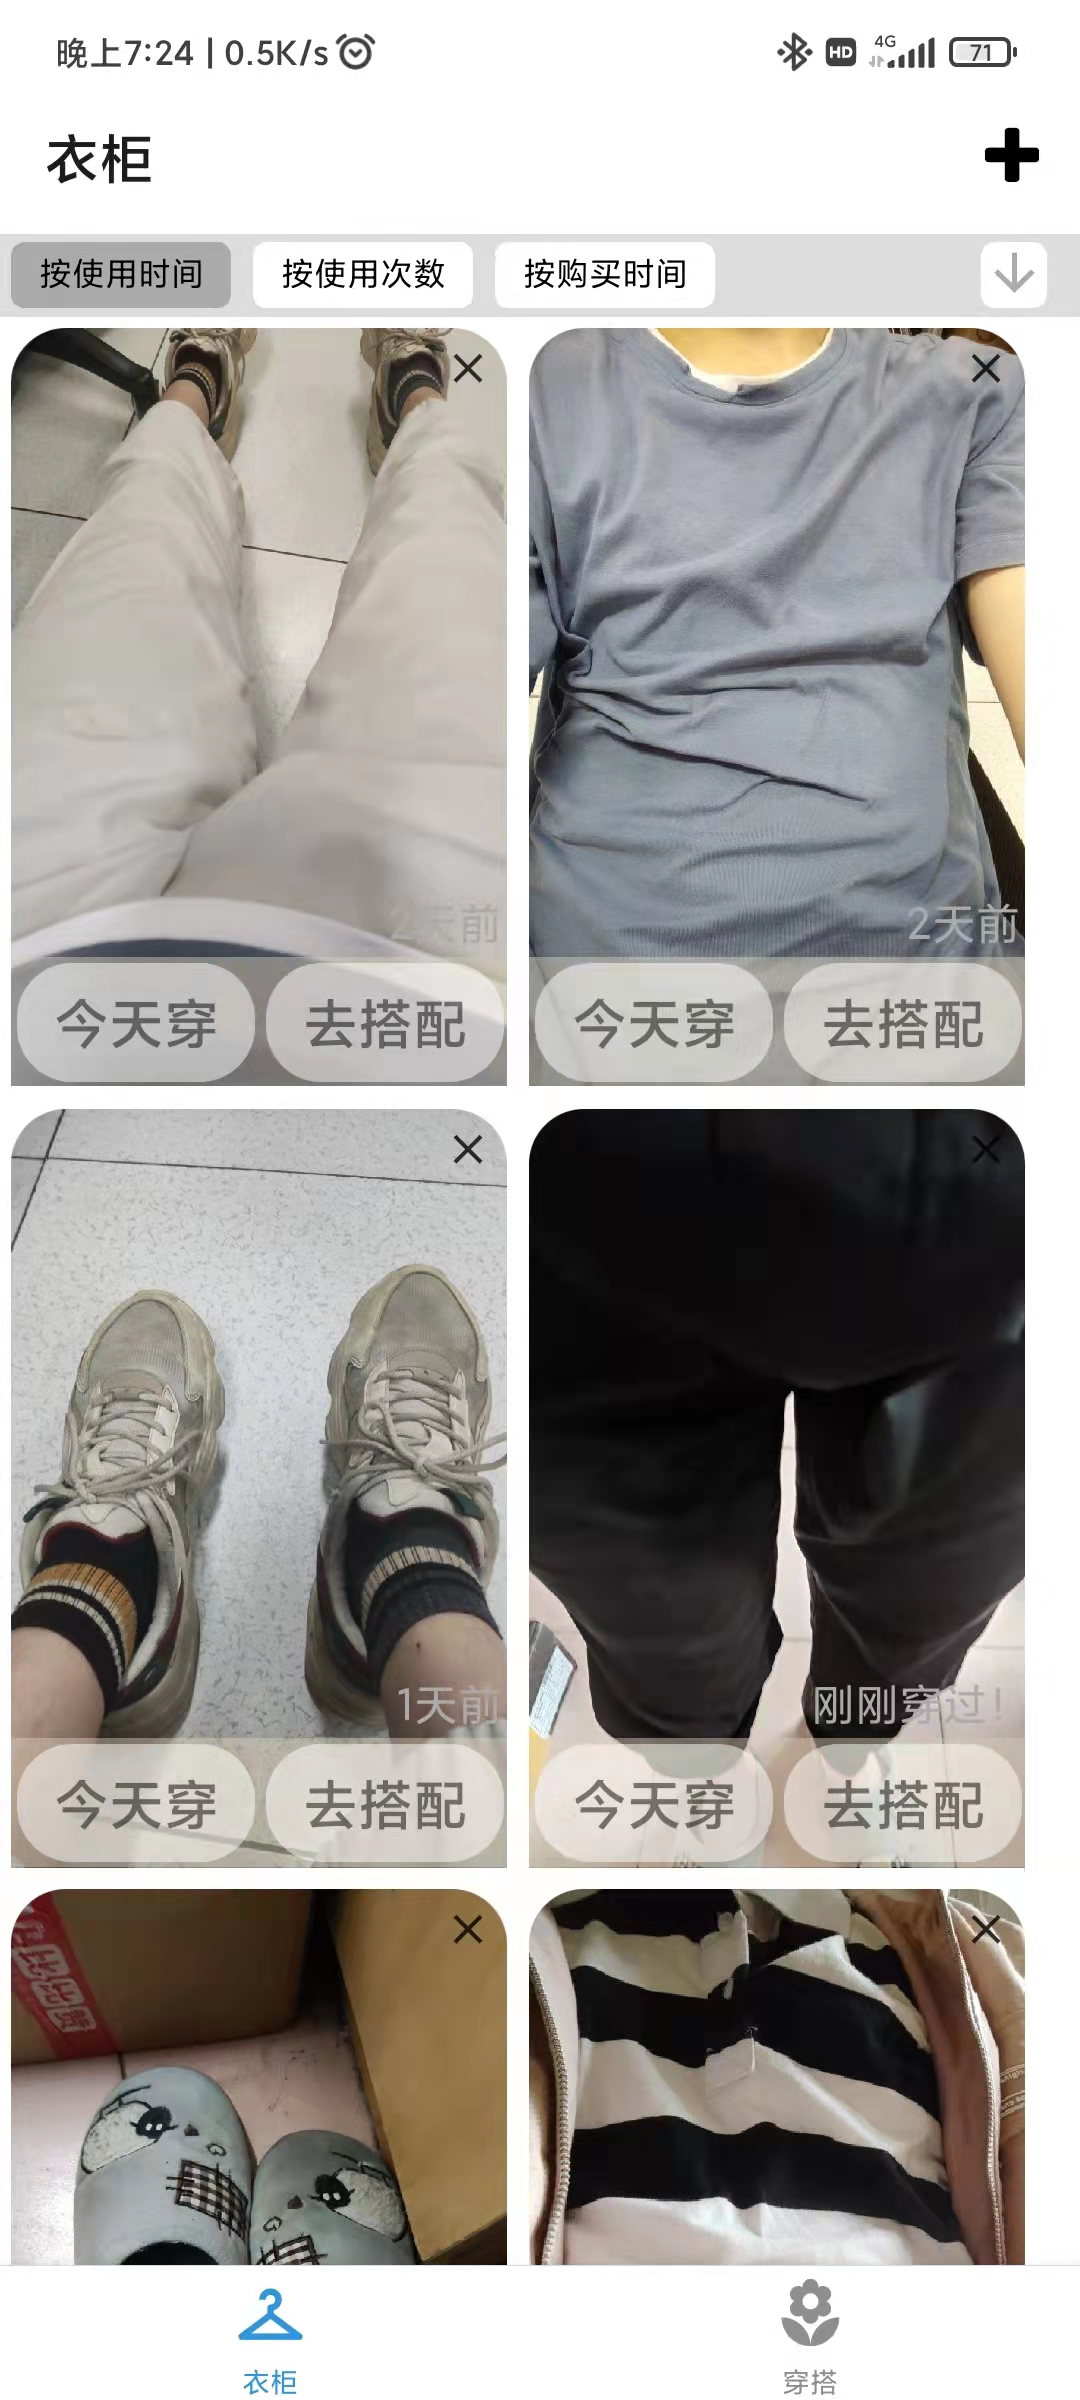 晚上7:24 | 0.5K/s
HD 4G 71
衣柜
按使用时间 按使用次数 按购买时间
2天前 2天前
今天穿 去搭配 今天穿 去搭配
1天前 刚刚穿过!
今天穿 去搭配 今天穿 去搭配
衣柜 穿搭